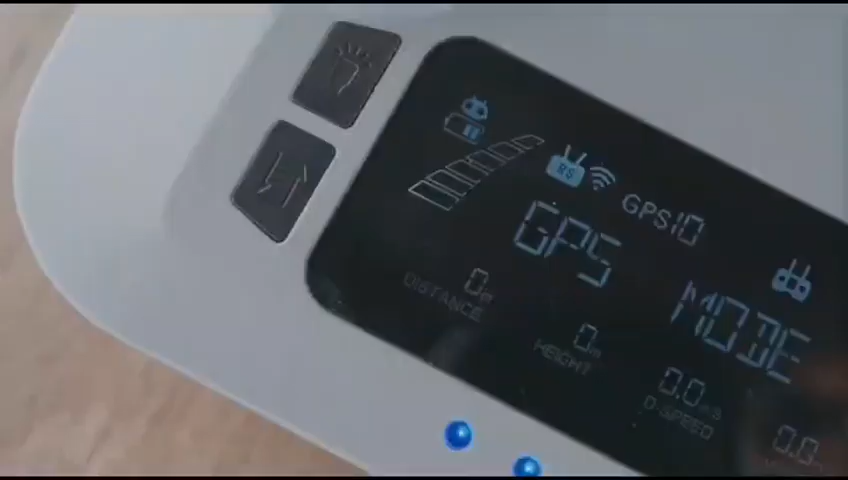 RS GPS10
GPS MODE
0m
DISTANCE
0m
HEIGHT
0.0m/s
D-SPEED
0.0